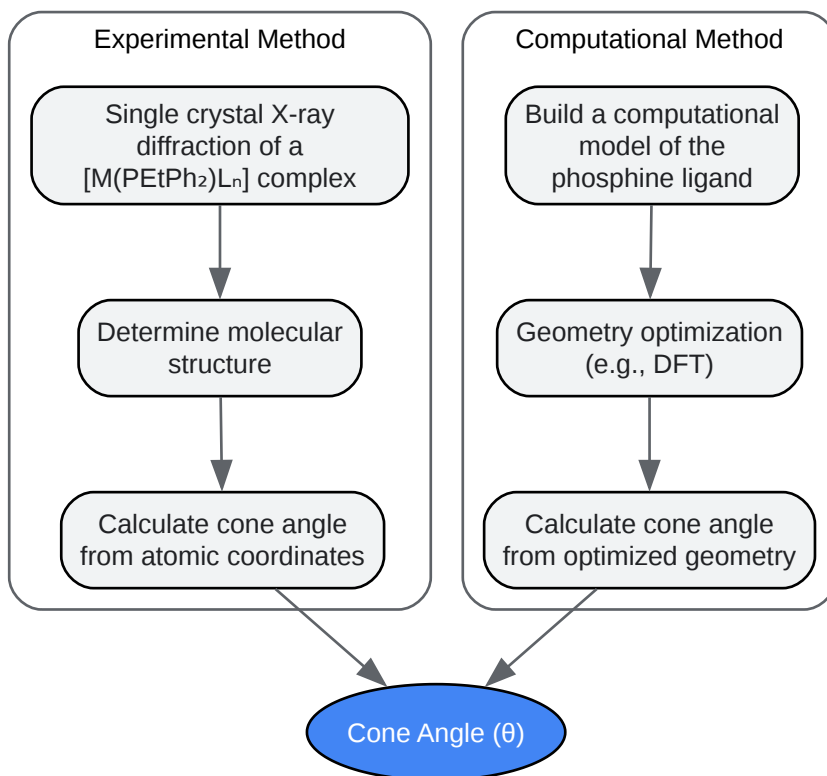 Experimental Method
Single crystal X-ray
diffraction of a
[M(PEtPh₂)Lₙ] complex
Determine molecular
structure
Calculate cone angle
from atomic coordinates
Computational Method
Build a computational
model of the
phosphine ligand
Geometry optimization
(e.g., DFT)
Calculate cone angle
from optimized geometry
Cone Angle (θ)